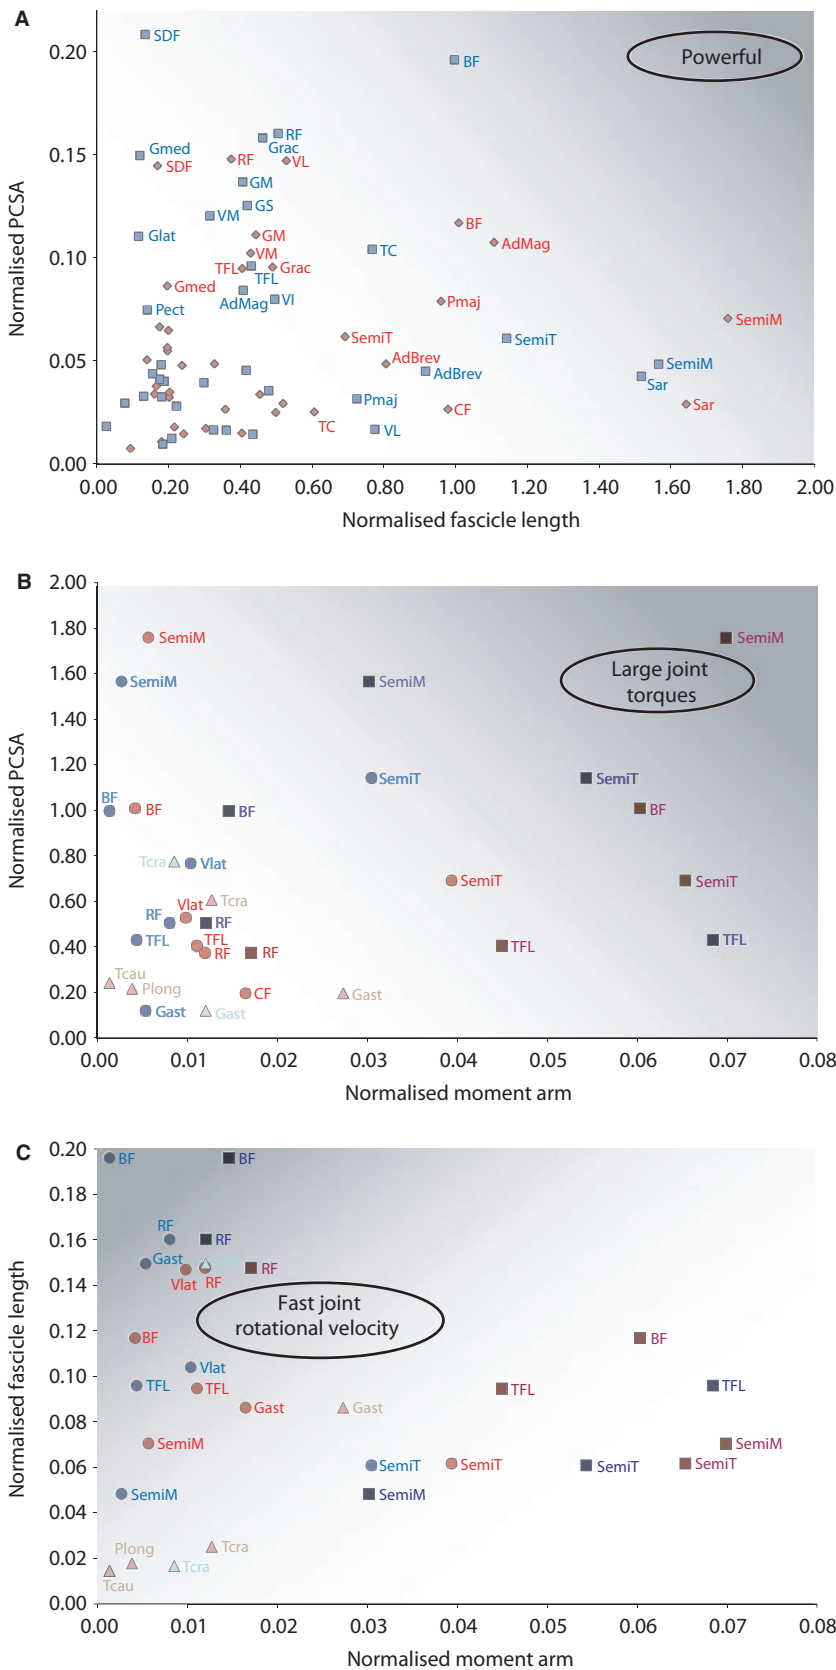 A
Normalised PCSA
0.20
0.15
0.10
0.05
0.00
SDF
BF
Powerful
RF
Grac
Gmed
SDF
RF
VL
GM
GS
VM
Glat
GM
VM
TC
BF
AdMag
TFL
Grac
TFL
Gmed
AdMag
VI
Pect
Pmaj
SemiM
SemiT
SemiT
AdBrev
AdBrev
SemiM
Sar
Pmaj
CF
Sar
TC
VL
0.00 0.20 0.40 0.60 0.80 1.00 1.20 1.50 1.60 1.80 2.00
Normalised fascicle length
B
Normalised PCSA
2.00
1.80
1.60
1.40
1.20
1.00
0.80
0.60
0.40
0.20
0.00
SemiM
SemiM
Large joint
torques
SemiM
SemiM
SemiT
SemiT
BF
BF
BF
BF
Tcra
Vlat
SemiT
SemiT
Vlat
Tcra
RF
RF
TFL
TFL
RF
RF
TFL
TFL
Tcau
Plong
CF
Gast
Gast
Gast
0.00 0.01 0.02 0.03 0.04 0.05 0.06 0.07 0.08
Normalised moment arm
C
Normalised fascicle length
0.20
0.18
0.16
0.14
0.12
0.10
0.08
0.06
0.04
0.02
0.00
BF
BF
RF
RF
Gast
Vlat
RF
RF
Fast joint
rotational velocity
BF
BF
Vlat
TFL
TFL
TFL
TFL
Gast
Gast
SemiM
SemiM
SemiT
SemiT
SemiT
SemiT
SemiM
SemiM
Plong
Tcra
Tcra
Tcau
0.00 0.01 0.02 0.03 0.04 0.05 0.06 0.07 0.08
Normalised moment arm